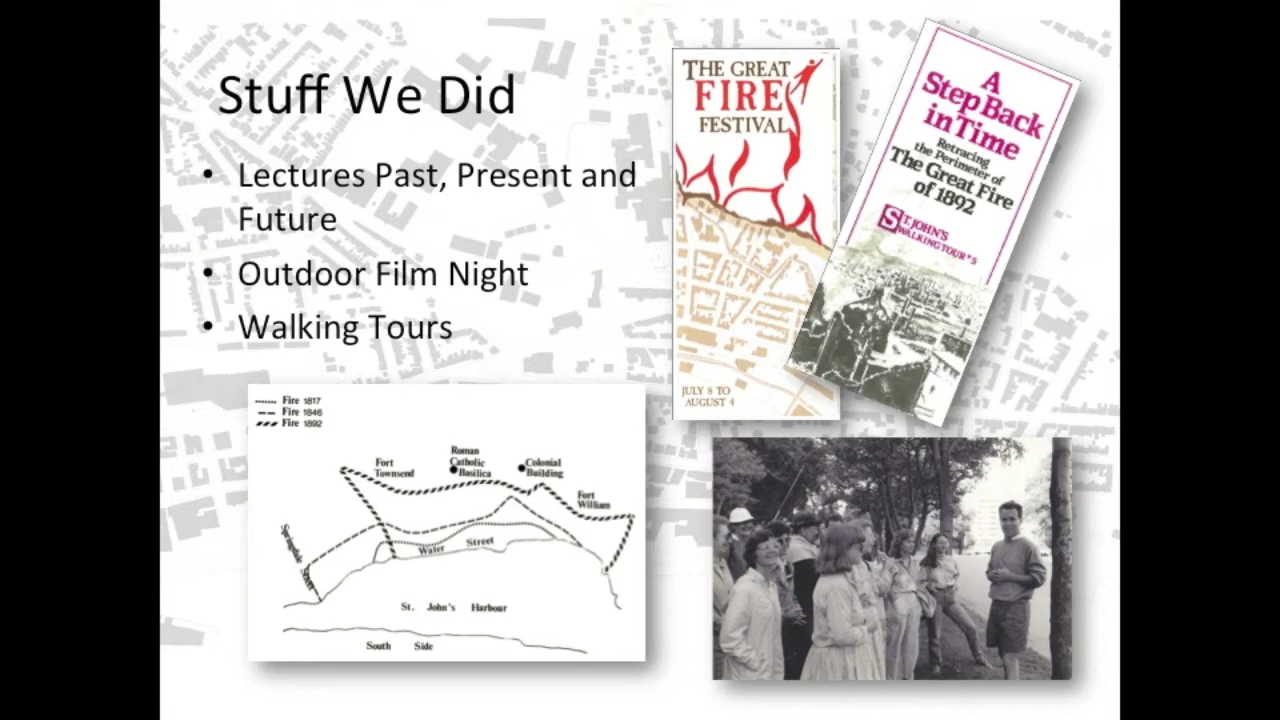 Stuff We Did
• Lectures Past, Present and
Future
• Outdoor Film Night
• Walking Tours
THE GREAT
FIRE
FESTIVAL
JULY 8 TO
AUGUST 4
A
Step Back
in Time
Retracing
the Perimeter of
The Great Fire
of 1892
ST. JOHN'S
WALKING TOUR #5
Fire 1817
Fire 1846
Fire 1892
Fort
Townsend
Roman
Catholic
Basilica
Colonial
Building
Fort
William
Springdale Street
Water Street
St. John's Harbour
South Side